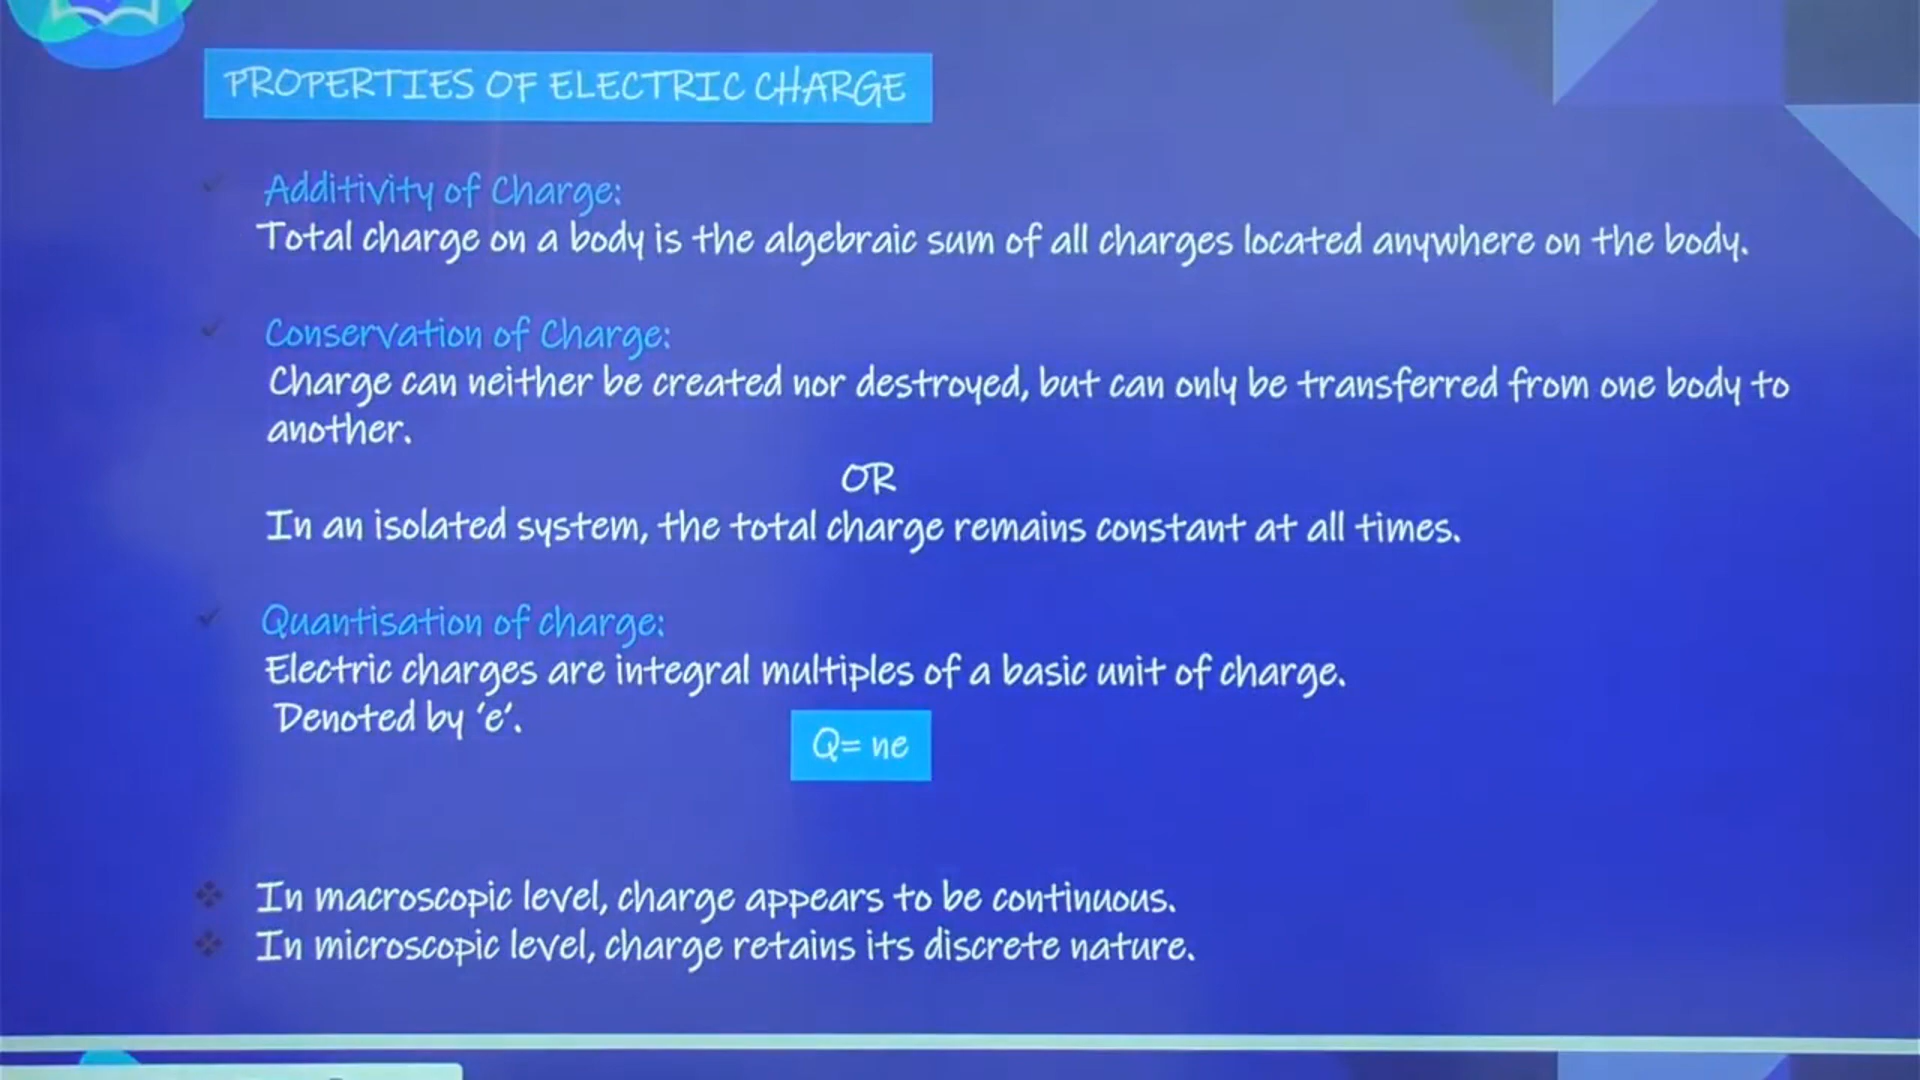 PROPERTIES OF ELECTRIC CHARGE
Additivity of Charge:
Total charge on a body is the algebraic sum of all charges located anywhere on the body.
Conservation of Charge:
Charge can neither be created nor destroyed, but can only be transferred from one body to
another.
OR
In an isolated system, the total charge remains constant at all times.
Quantisation of charge:
Electric charges are integral multiples of a basic unit of charge.
Denoted by ‘e’.
Q= ne
In macroscopic level, charge appears to be continuous.
In microscopic level, charge retains its discrete nature.